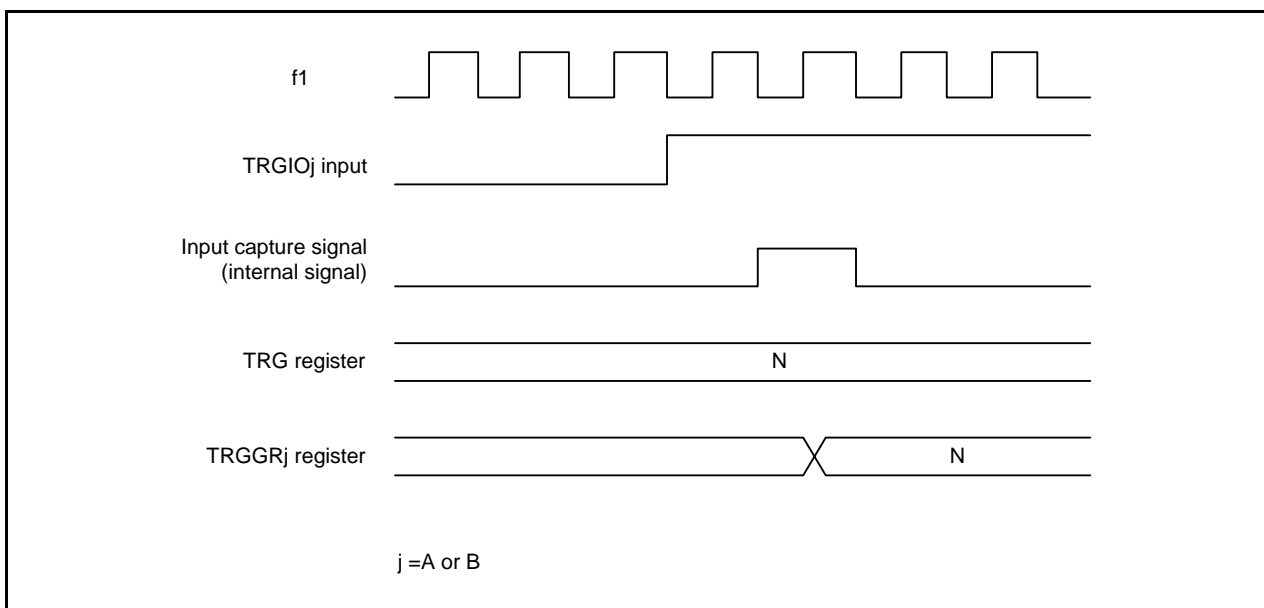 f1
TRGIOj input
Input capture signal
(internal signal)
TRG register
N
TRGGRj register
N
j =A or B